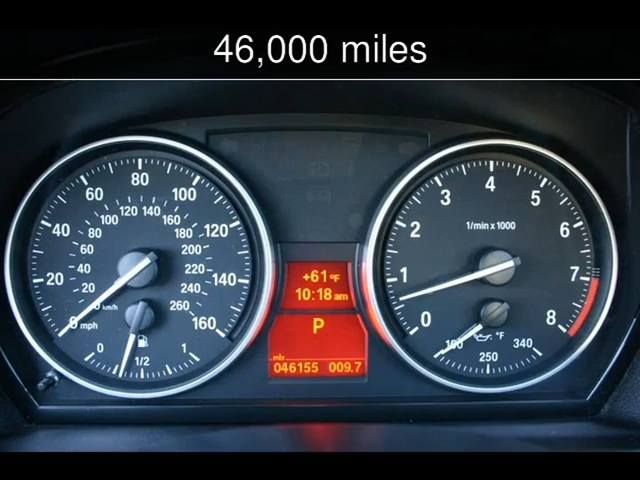 46,000 miles
0 20 40 60 80 100 120 140 160
mph
20 40 60 80 100 120 140 160 180 200 220 240 260
km/h
0 1/2 1
+61°F
10:18 am
P
mls
046155 009.7
0 1 2 3 4 5 6 7 8
1/min x 1000
160 250 340
°F